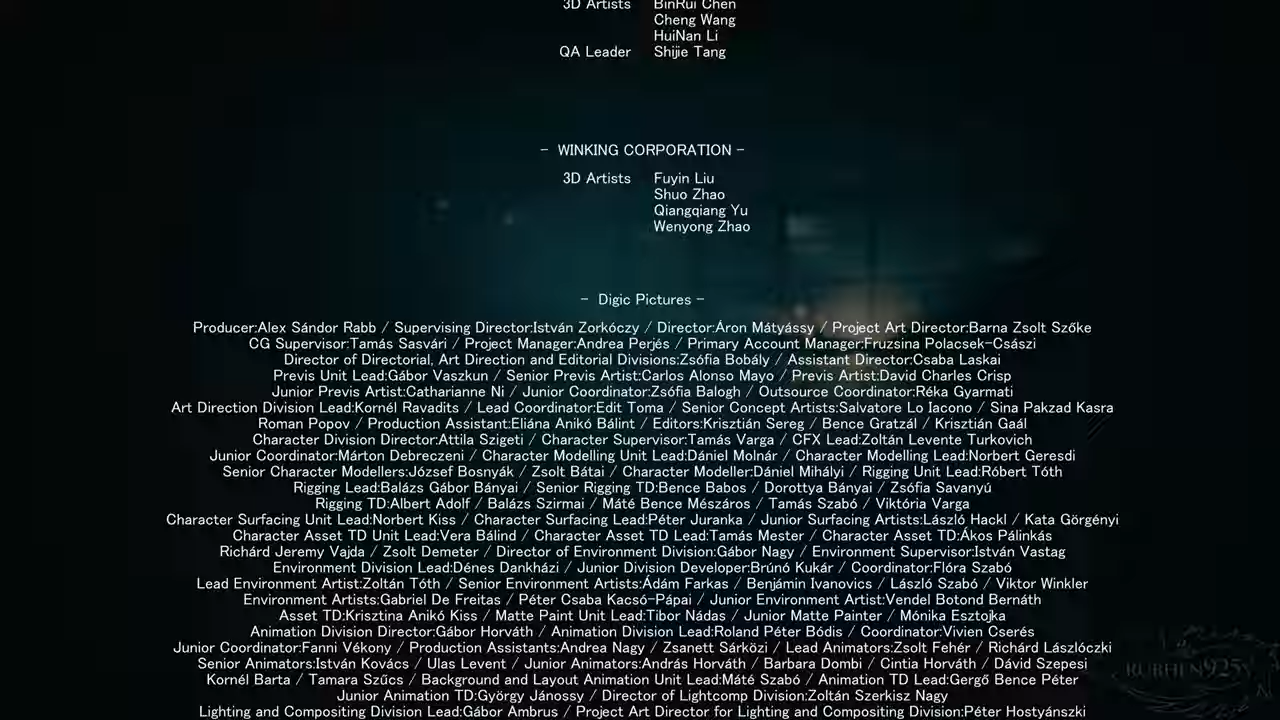 3D Artists BinRui Chen
Cheng Wang
HuiNan Li
QA Leader Shijie Tang
- WINKING CORPORATION -
3D Artists Fuyin Liu
Shuo Zhao
Qiangqiang Yu
Wenyong Zhao
- Digic Pictures -
Producer:Alex Sándor Rabb / Supervising Director:István Zorkóczy / Director:Áron Mátyássy / Project Art Director:Barna Zsolt Szőke
CG Supervisor:Tamás Sasvári / Project Manager:Andrea Perjés / Primary Account Manager:Fruzsina Polacsek-Császi
Director of Directorial, Art Direction and Editorial Divisions:Zsófia Bobály / Assistant Director:Csaba Laskai
Previs Unit Lead:Gábor Vaszkun / Senior Previs Artist:Carlos Alonso Mayo / Previs Artist:David Charles Crisp
Junior Previs Artist:Catharianne Ni / Junior Coordinator:Zsófia Balogh / Outsource Coordinator:Réka Gyarmati
Art Direction Division Lead:Kornél Ravadits / Lead Coordinator:Edit Toma / Senior Concept Artists:Salvatore Lo Iacono / Sina Pakzad Kasra
Roman Popov / Production Assistant:Eliána Anikó Bálint / Editors:Krisztián Sereg / Bence Gratzál / Krisztián Gaál
Character Division Director:Attila Szigeti / Character Supervisor:Tamás Varga / CFX Lead:Zoltán Levente Turkovich
Junior Coordinator:Márton Debreczeni / Character Modelling Unit Lead:Dániel Molnár / Character Modelling Lead:Norbert Geresdi
Senior Character Modellers:József Bosnyák / Zsolt Bátai / Character Modeller:Dániel Mihályi / Rigging Unit Lead:Róbert Tóth
Rigging Lead:Balázs Gábor Bányai / Senior Rigging TD:Bence Babos / Dorottya Bányai / Zsófia Savanyú
Rigging TD:Albert Adolf / Balázs Szirmai / Máté Bence Mészáros / Tamás Szabó / Viktória Varga
Character Surfacing Unit Lead:Norbert Kiss / Character Surfacing Lead:Péter Juranka / Junior Surfacing Artists:László Hackl / Kata Görgényi
Character Asset TD Unit Lead:Vera Bálind / Character Asset TD Lead:Tamás Mester / Character Asset TD:Ákos Pálinkás
Richárd Jeremy Vajda / Zsolt Demeter / Director of Environment Division:Gábor Nagy / Environment Supervisor:István Vastag
Environment Division Lead:Dénes Dankházi / Junior Division Developer:Brúnó Kukár / Coordinator:Flóra Szabó
Lead Environment Artist:Zoltán Tóth / Senior Environment Artists:Ádám Farkas / Benjámin Ivanovics / László Szabó / Viktor Winkler
Environment Artists:Gabriel De Freitas / Péter Csaba Kacsó-Pápai / Junior Environment Artist:Vendel Botond Bernáth
Asset TD:Krisztina Anikó Kiss / Matte Paint Unit Lead:Tibor Nádas / Junior Matte Painter / Mónika Esztojka
Animation Division Director:Gábor Horváth / Animation Division Lead:Roland Péter Bódis / Coordinator:Vivien Cserés
Junior Coordinator:Fanni Vékony / Production Assistants:Andrea Nagy / Zsanett Sárközi / Lead Animators:Zsolt Fehér / Richárd Lászlóczki
Senior Animators:István Kovács / Ulas Levent / Junior Animators:András Horváth / Barbara Dombi / Cintia Horváth / Dávid Szepesi
Kornél Barta / Tamara Szűcs / Background and Layout Animation Unit Lead:Máté Szabó / Animation TD Lead:Gergő Bence Péter
Junior Animation TD:György Jánossy / Director of Lightcomp Division:Zoltán Szerkisz Nagy
Lighting and Compositing Division Lead:Gábor Ambrus / Project Art Director for Lighting and Compositing Division:Péter Hostyánszki